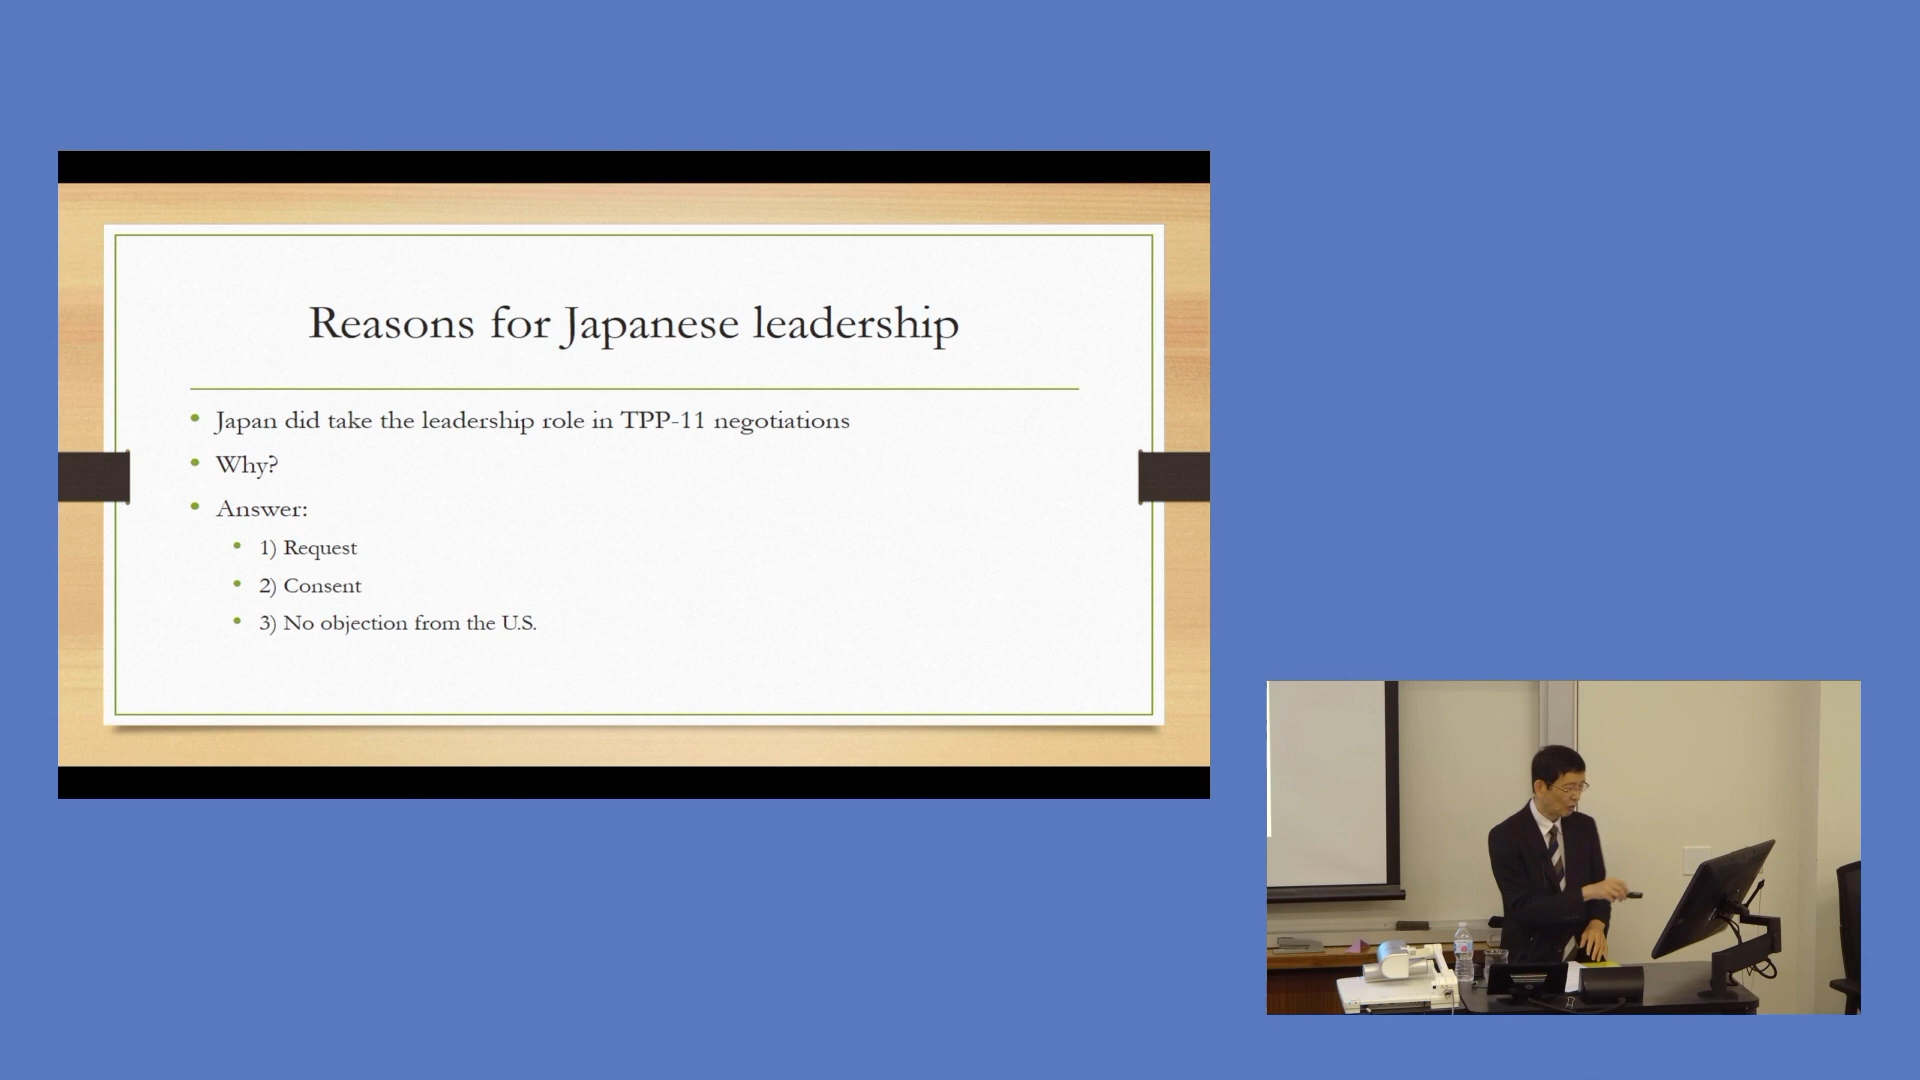 Reasons for Japanese leadership
• Japan did take the leadership role in TPP-11 negotiations
• Why?
• Answer:
• 1) Request
• 2) Consent
• 3) No objection from the U.S.